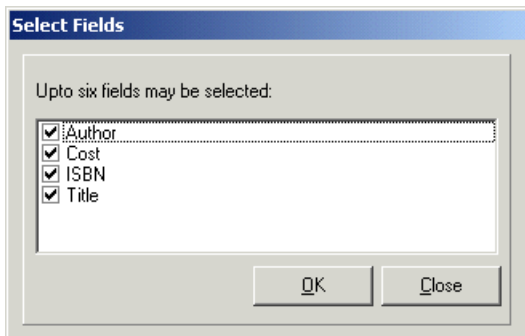 Select Fields
Upto six fields may be selected:
Author
Cost
ISBN
Title
OK
Close